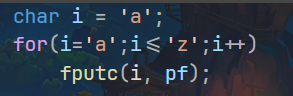 char i = 'a';
for(i='a';i<='z';i++)
fputc(i, pf);